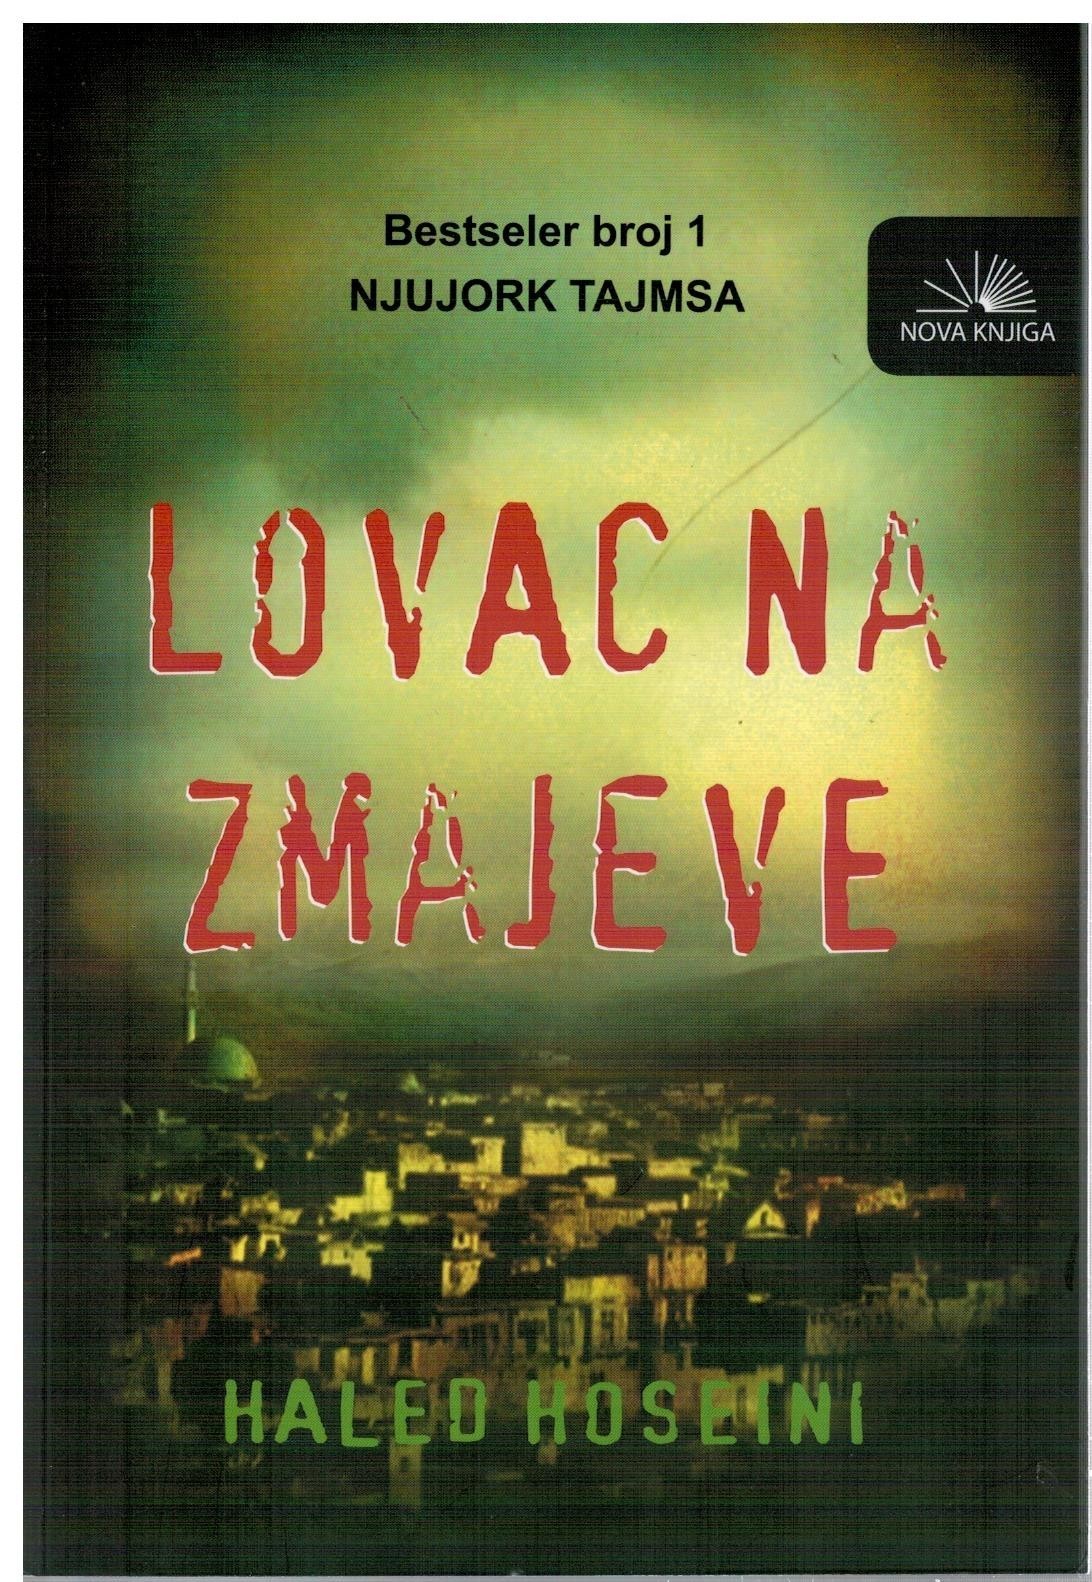 Bestseler broj 1
NJUJORK TAJMSA
NOVA KNJIGA
LOVAC NA
ZMAJEVE
HALED HOSEINI